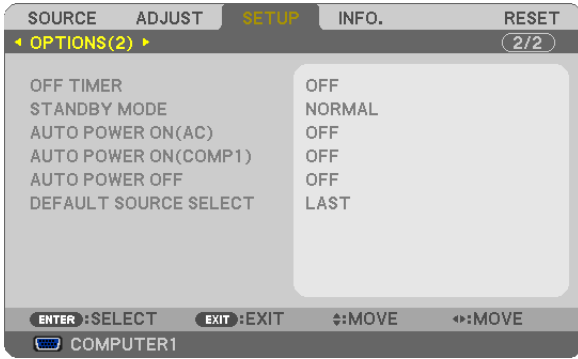 SOURCE ADJUST SETUP INFO. RESET
OPTIONS(2) 2/2
OFF TIMER OFF
STANDBY MODE NORMAL
AUTO POWER ON(AC) OFF
AUTO POWER ON(COMP1) OFF
AUTO POWER OFF OFF
DEFAULT SOURCE SELECT LAST
ENTER :SELECT EXIT :EXIT :MOVE :MOVE
COMPUTER1